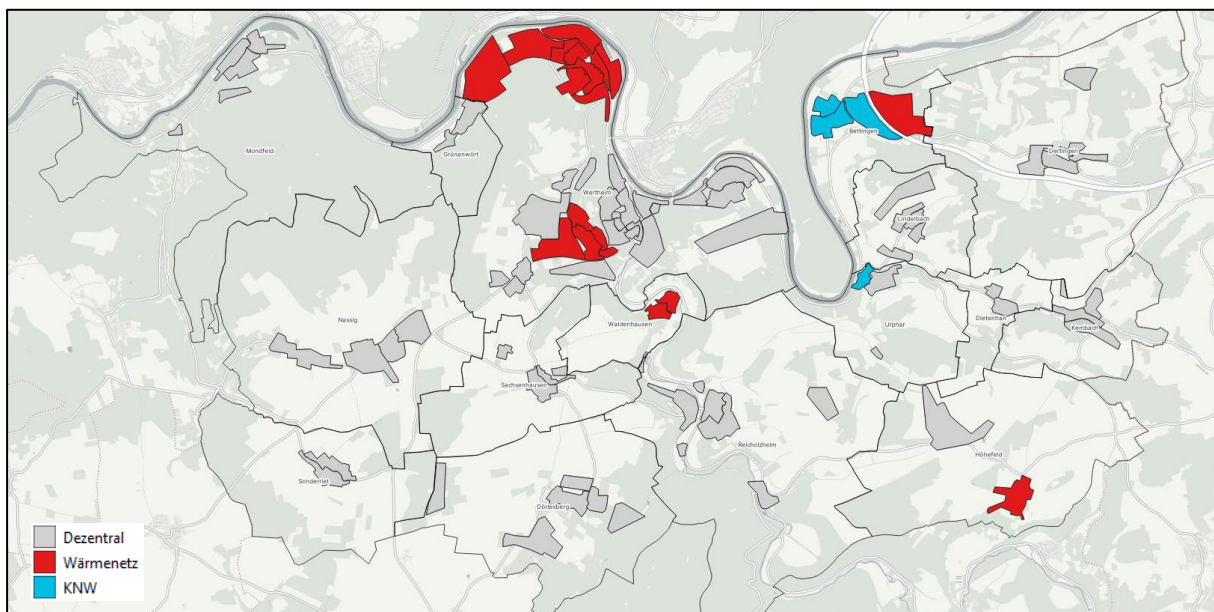 Bettingen
Mondfeld
Dertingen
Grünenwört
Wertheim
Lindelbach
Dietenhan
Nassig
Waldenhausen
Urphar
Kembach
Sachsenhausen
Reicholzheim
Höhefeld
Sonderriet
Dörlesberg
Dezentral
Wärmenetz
KNW